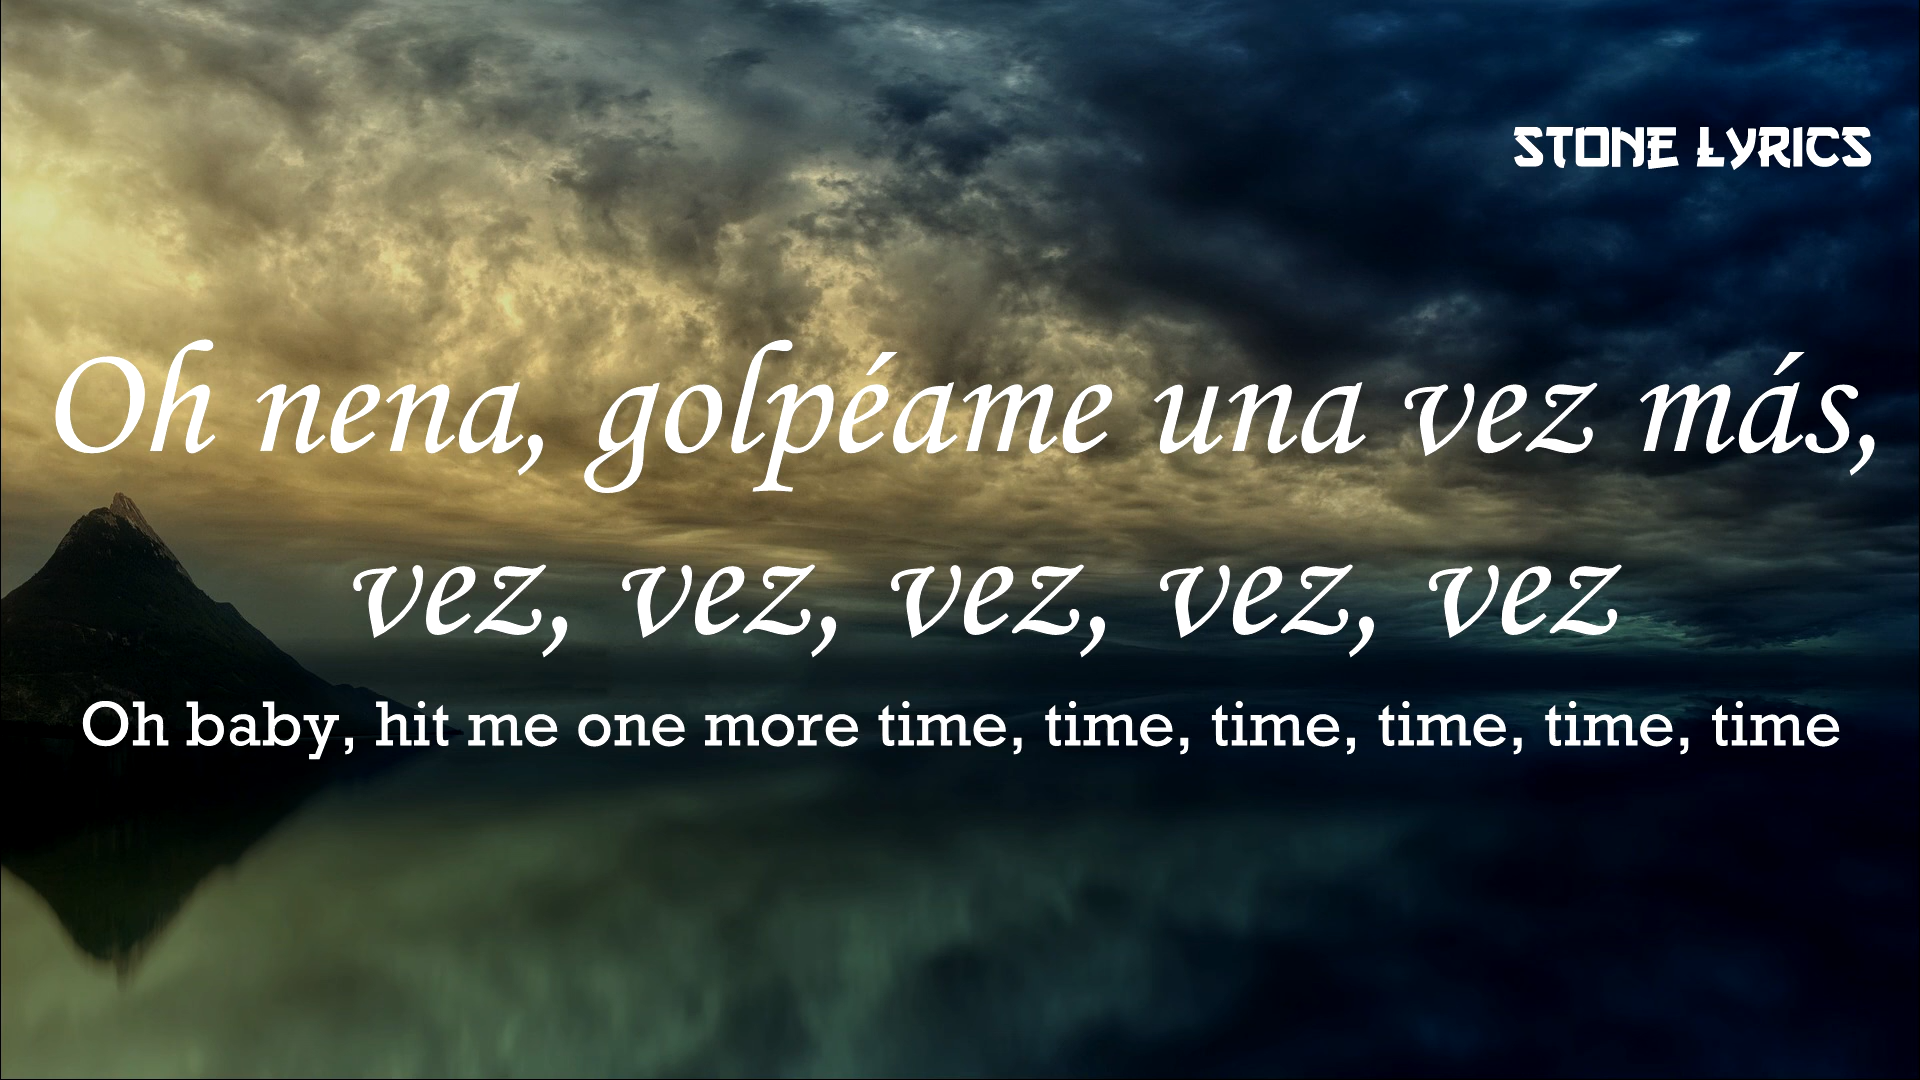 STONE LYRICS
Oh nena, golpéame una vez más,
vez, vez, vez, vez, vez
Oh baby, hit me one more time, time, time, time, time, time